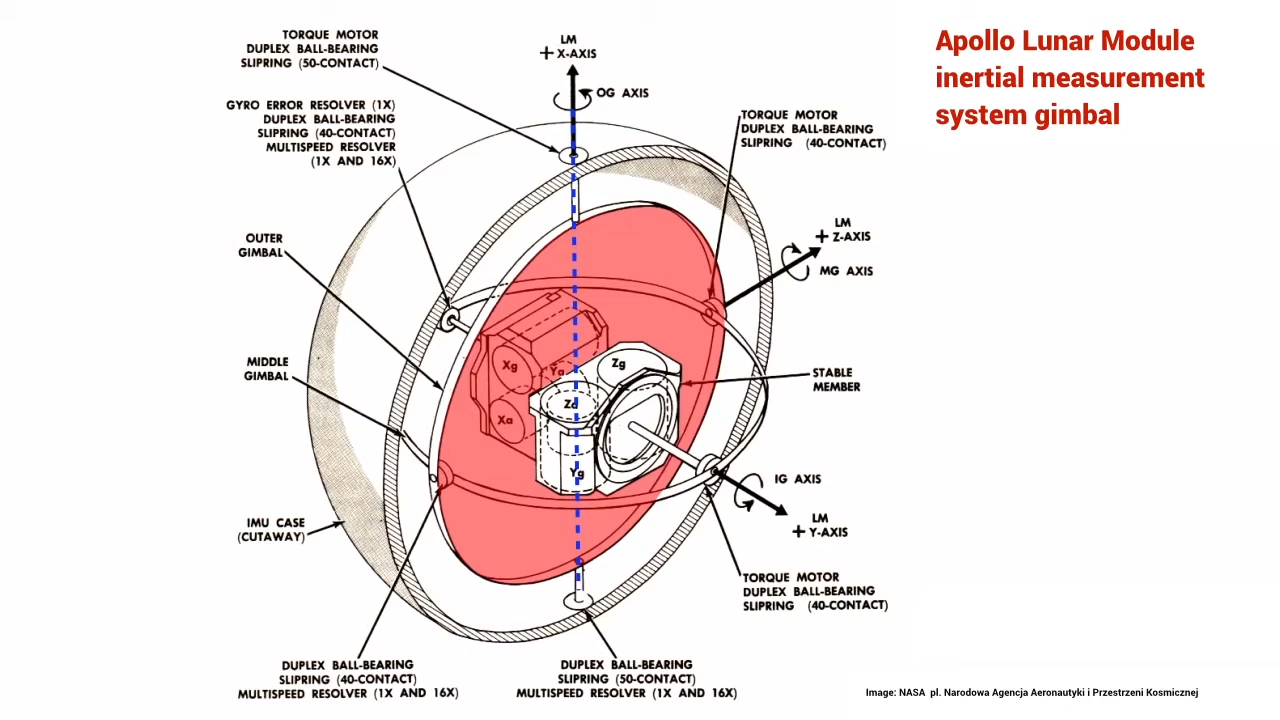 Apollo Lunar Module
inertial measurement
system gimbal
TORQUE MOTOR
DUPLEX BALL-BEARING
SLIPRING (50-CONTACT)
LM
+ X-AXIS
OG AXIS
GYRO ERROR RESOLVER (1X)
DUPLEX BALL-BEARING
SLIPRING (40-CONTACT)
MULTISPEED RESOLVER
(1X AND 16X)
TORQUE MOTOR
DUPLEX BALL-BEARING
SLIPRING (40-CONTACT)
OUTER
GIMBAL
LM
+ Z-AXIS
MG AXIS
MIDDLE
GIMBAL
Xg
Ya
Zg
Za
Xa
Yg
STABLE
MEMBER
IG AXIS
LM
+ Y-AXIS
IMU CASE
(CUTAWAY)
TORQUE MOTOR
DUPLEX BALL-BEARING
SLIPRING (40-CONTACT)
DUPLEX BALL-BEARING
SLIPRING (40-CONTACT)
MULTISPEED RESOLVER (1X AND 16X)
DUPLEX BALL-BEARING
SLIPRING (50-CONTACT)
MULTISPEED RESOLVER (1X AND 16X)
Image: NASA pl. Narodowa Agencja Aeronautyki i Przestrzeni Kosmicznej